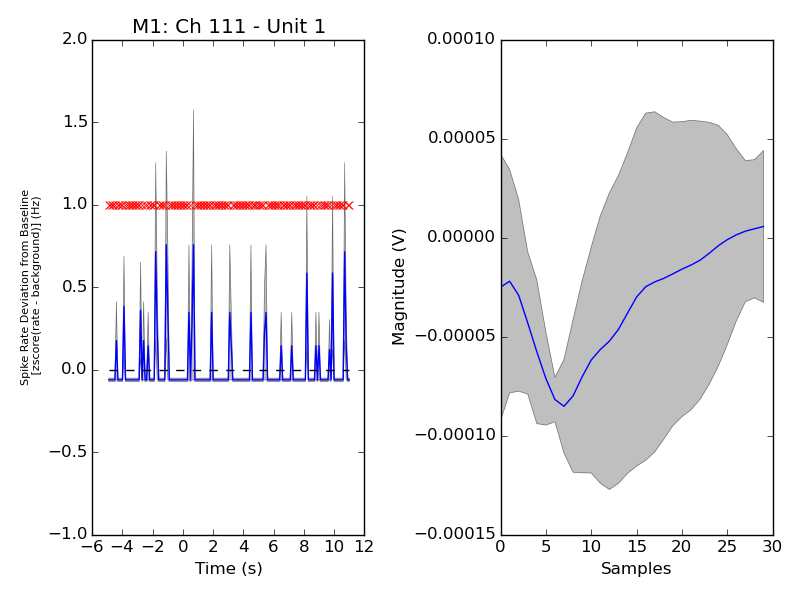 M1: Ch 111 - Unit 1
2.0
1.5
1.0
0.5
0.0
−0.5
−1.0
−6 −4 −2 0 2 4 6 8 10 12
Time (s)
Spike Rate Deviation from Baseline
[zscore(rate - background)] (Hz)
0.00010
0.00005
0.00000
−0.00005
−0.00010
−0.00015
0 5 10 15 20 25 30
Samples
Magnitude (V)